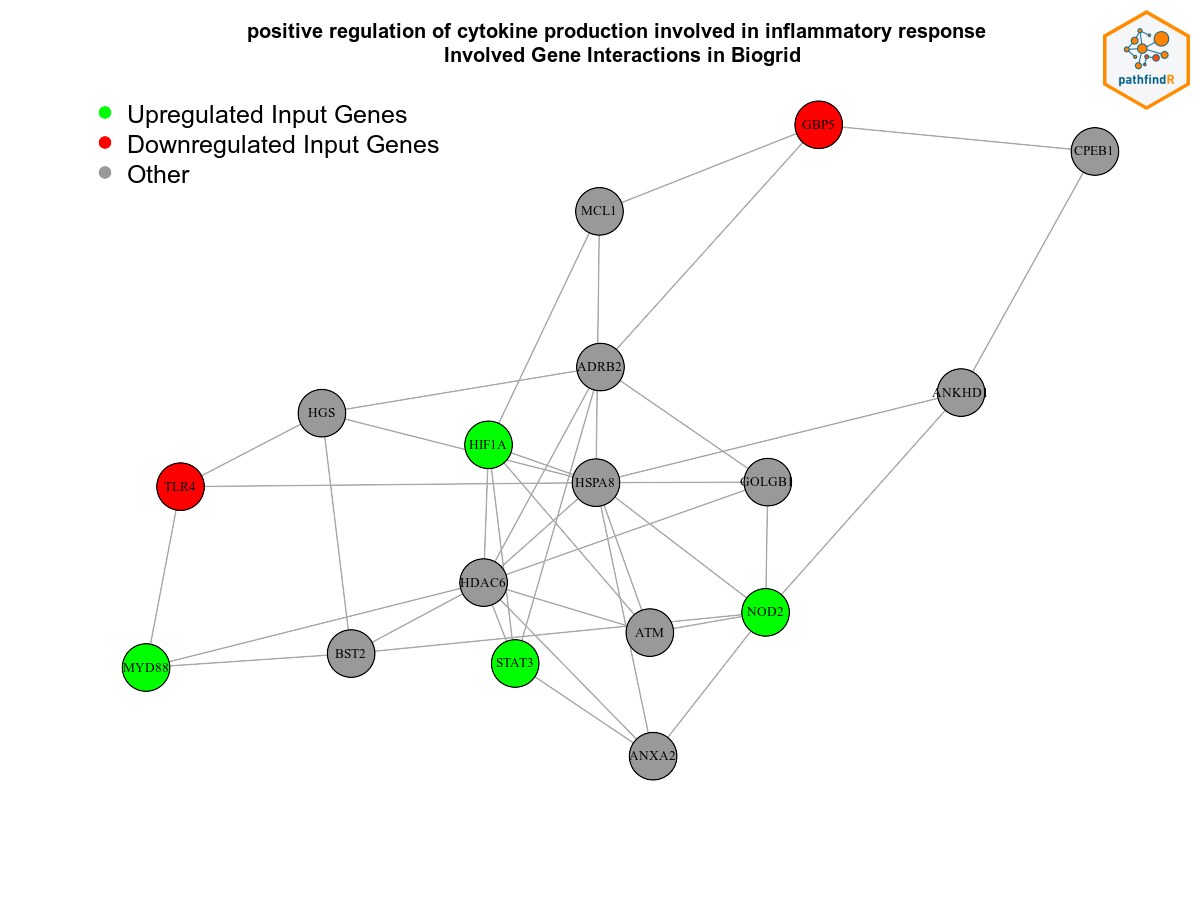 positive regulation of cytokine production involved in inflammatory response
Involved Gene Interactions in Biogrid
pathfindR
Upregulated Input Genes
Downregulated Input Genes
Other
GBP5
CPEB1
MCL1
ADRB2
ANKHD1
HGS
HIF1A
TLR4
HSPA8
GOLGB1
HDAC6
NOD2
ATM
BST2
STAT3
MYD88
ANXA2